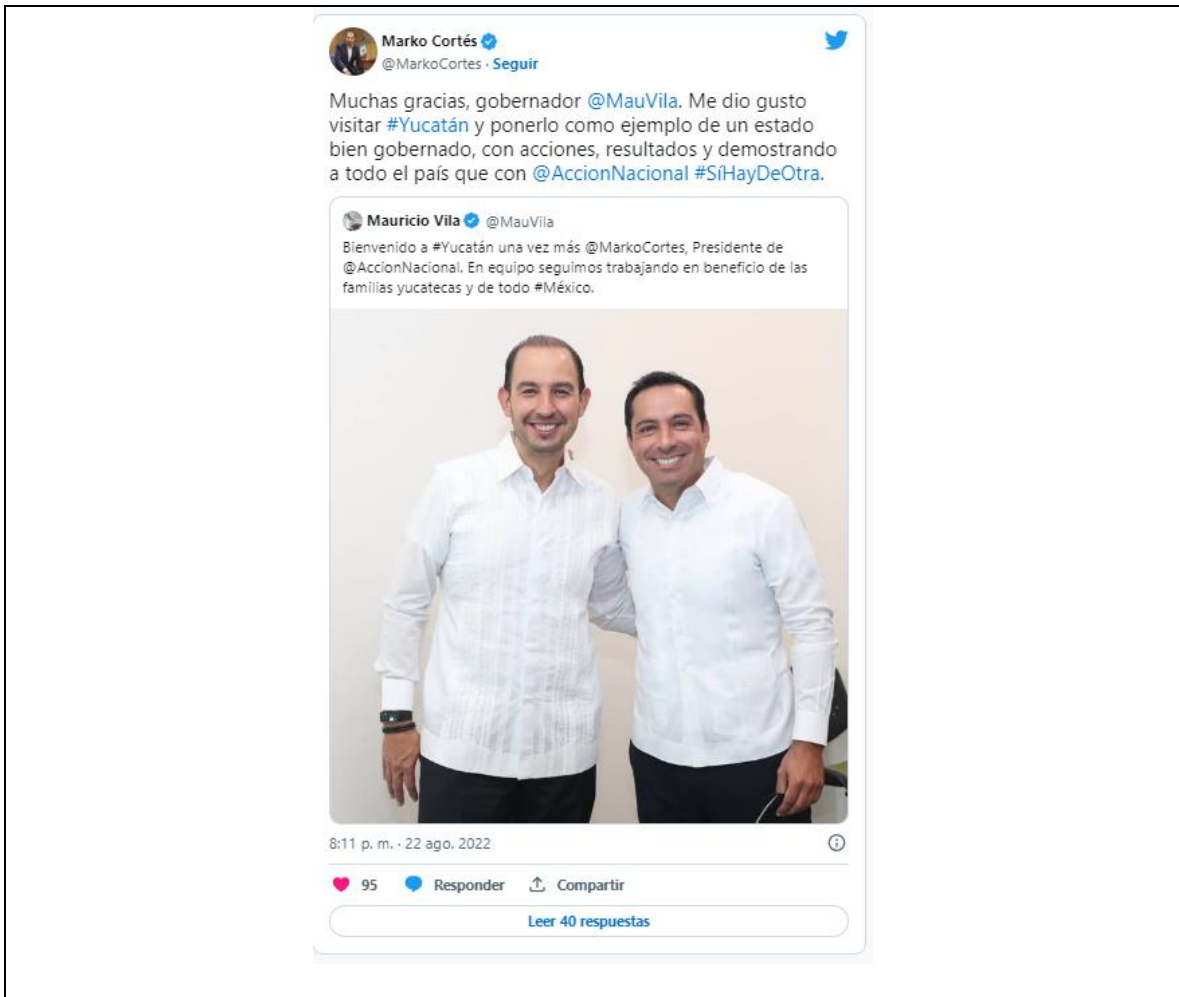 Marko Cortés
@MarkoCortes · Seguir
Muchas gracias, gobernador @MauVila. Me dio gusto
visitar #Yucatán y ponerlo como ejemplo de un estado
bien gobernado, con acciones, resultados y demostrando
a todo el país que con @AccionNacional #SíHayDeOtra.
Mauricio Vila @MauVila
Bienvenido a #Yucatán una vez más @MarkoCortes, Presidente de
@AccionNacional. En equipo seguimos trabajando en beneficio de las
familias yucatecas y de todo #México.
8:11 p. m. · 22 ago. 2022
95 Responder Compartir
Leer 40 respuestas